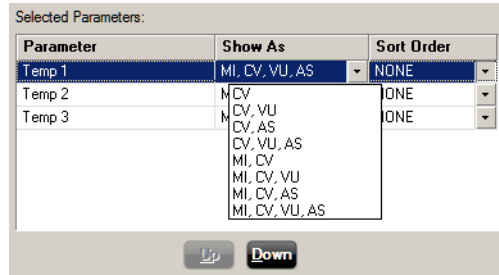 Selected Parameters:
Parameter Show As Sort Order
Temp 1 MI, CV, VU, AS NONE
Temp 2 M
Temp 3 M
CV
CV, VU
CV, AS
CV, VU, AS
MI, CV
MI, CV, VU
MI, CV, AS
MI, CV, VU, AS
Up Down